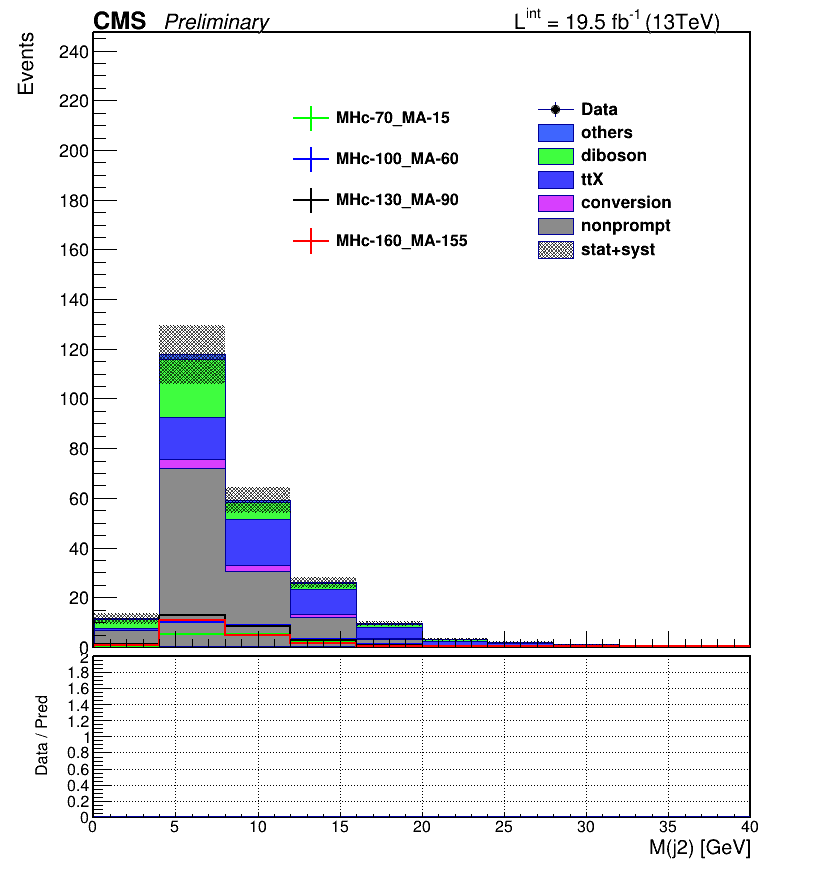 CMS Preliminary
L^int = 19.5 fb^-1 (13TeV)
Events
240
220
200
180
160
140
120
100
80
60
40
20
0
MHc-70_MA-15
MHc-100_MA-60
MHc-130_MA-90
MHc-160_MA-155
Data
others
diboson
ttX
conversion
nonprompt
stat+syst
Data / Pred
2
1.8
1.6
1.4
1.2
1
0.8
0.6
0.4
0.2
0
0 5 10 15 20 25 30 35 40
M(j2) [GeV]